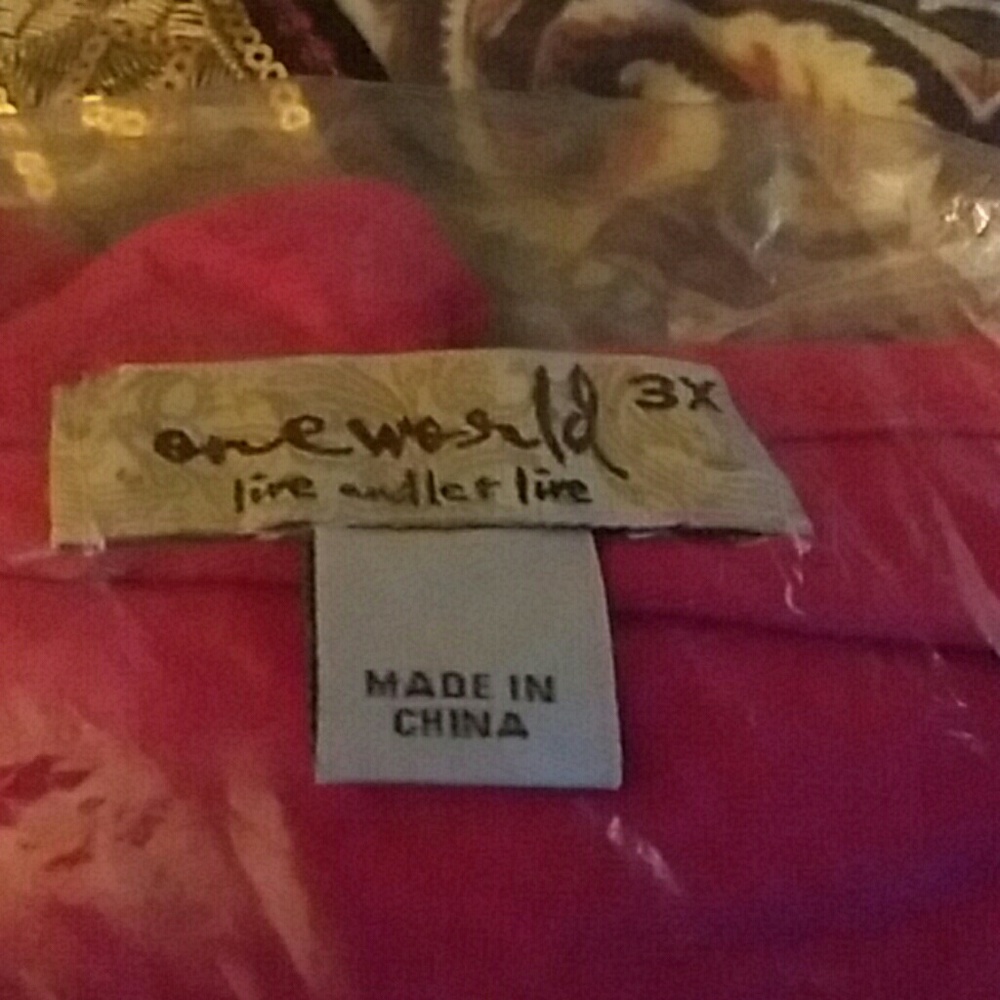 oneworld 3X
live and let live
MADE IN
CHINA